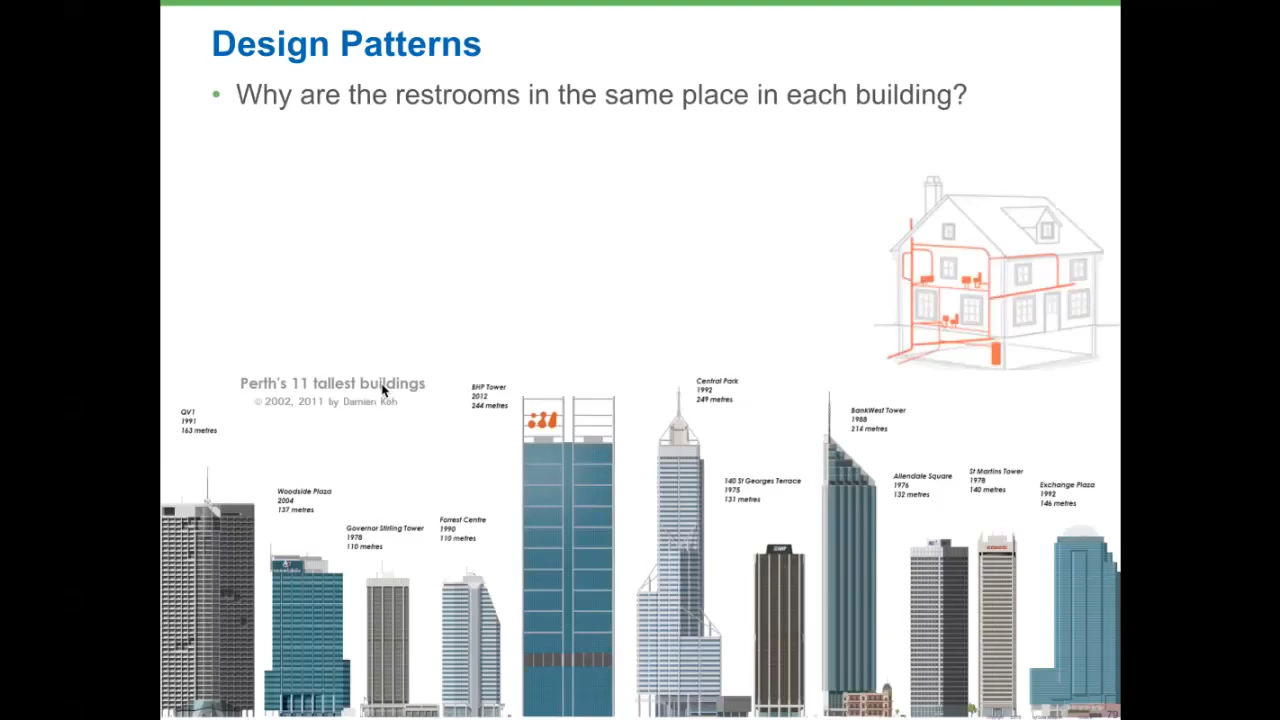 Design Patterns
• Why are the restrooms in the same place in each building?
Perth's 11 tallest buildings
© 2002, 2011 by Damien Koh
QV1
1991
163 metres
Woodside Plaza
2004
137 metres
Governor Stirling Tower
1978
110 metres
Forrest Centre
1990
110 metres
BHP Tower
2012
244 metres
Central Park
1992
249 metres
140 St Georges Terrace
1975
131 metres
BankWest Tower
1988
214 metres
Allendale Square
1976
132 metres
St Martins Tower
1978
140 metres
Exchange Plaza
1992
146 metres
79